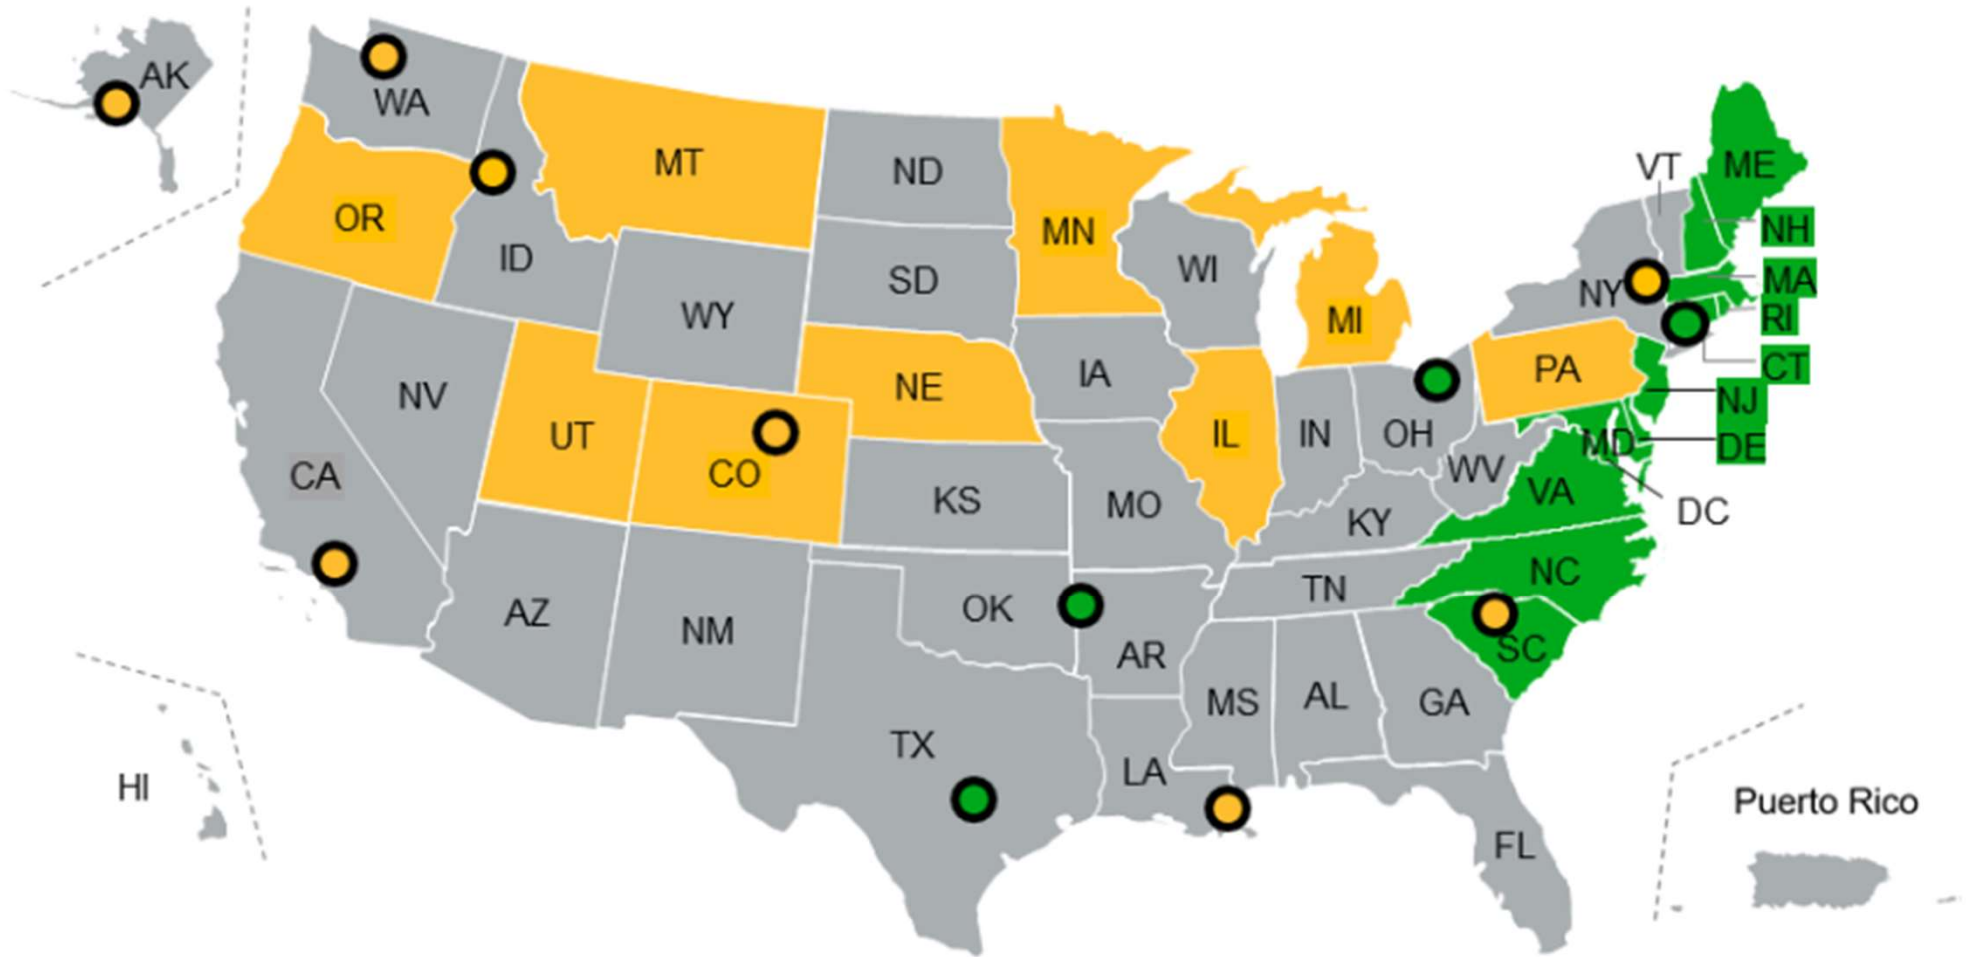 AK
WA
VT
ME
MT
ND
OR
MN
NH
ID
WI
MA
SD
NY
WY
MI
RI
PA
CT
IA
NE
NV
NJ
UT
IL
IN
OH
MD
DE
CO
WV
CA
VA
KS
MO
DC
KY
NC
TN
OK
AZ
NM
SC
AR
MS
AL
GA
TX
LA
HI
Puerto Rico
FL